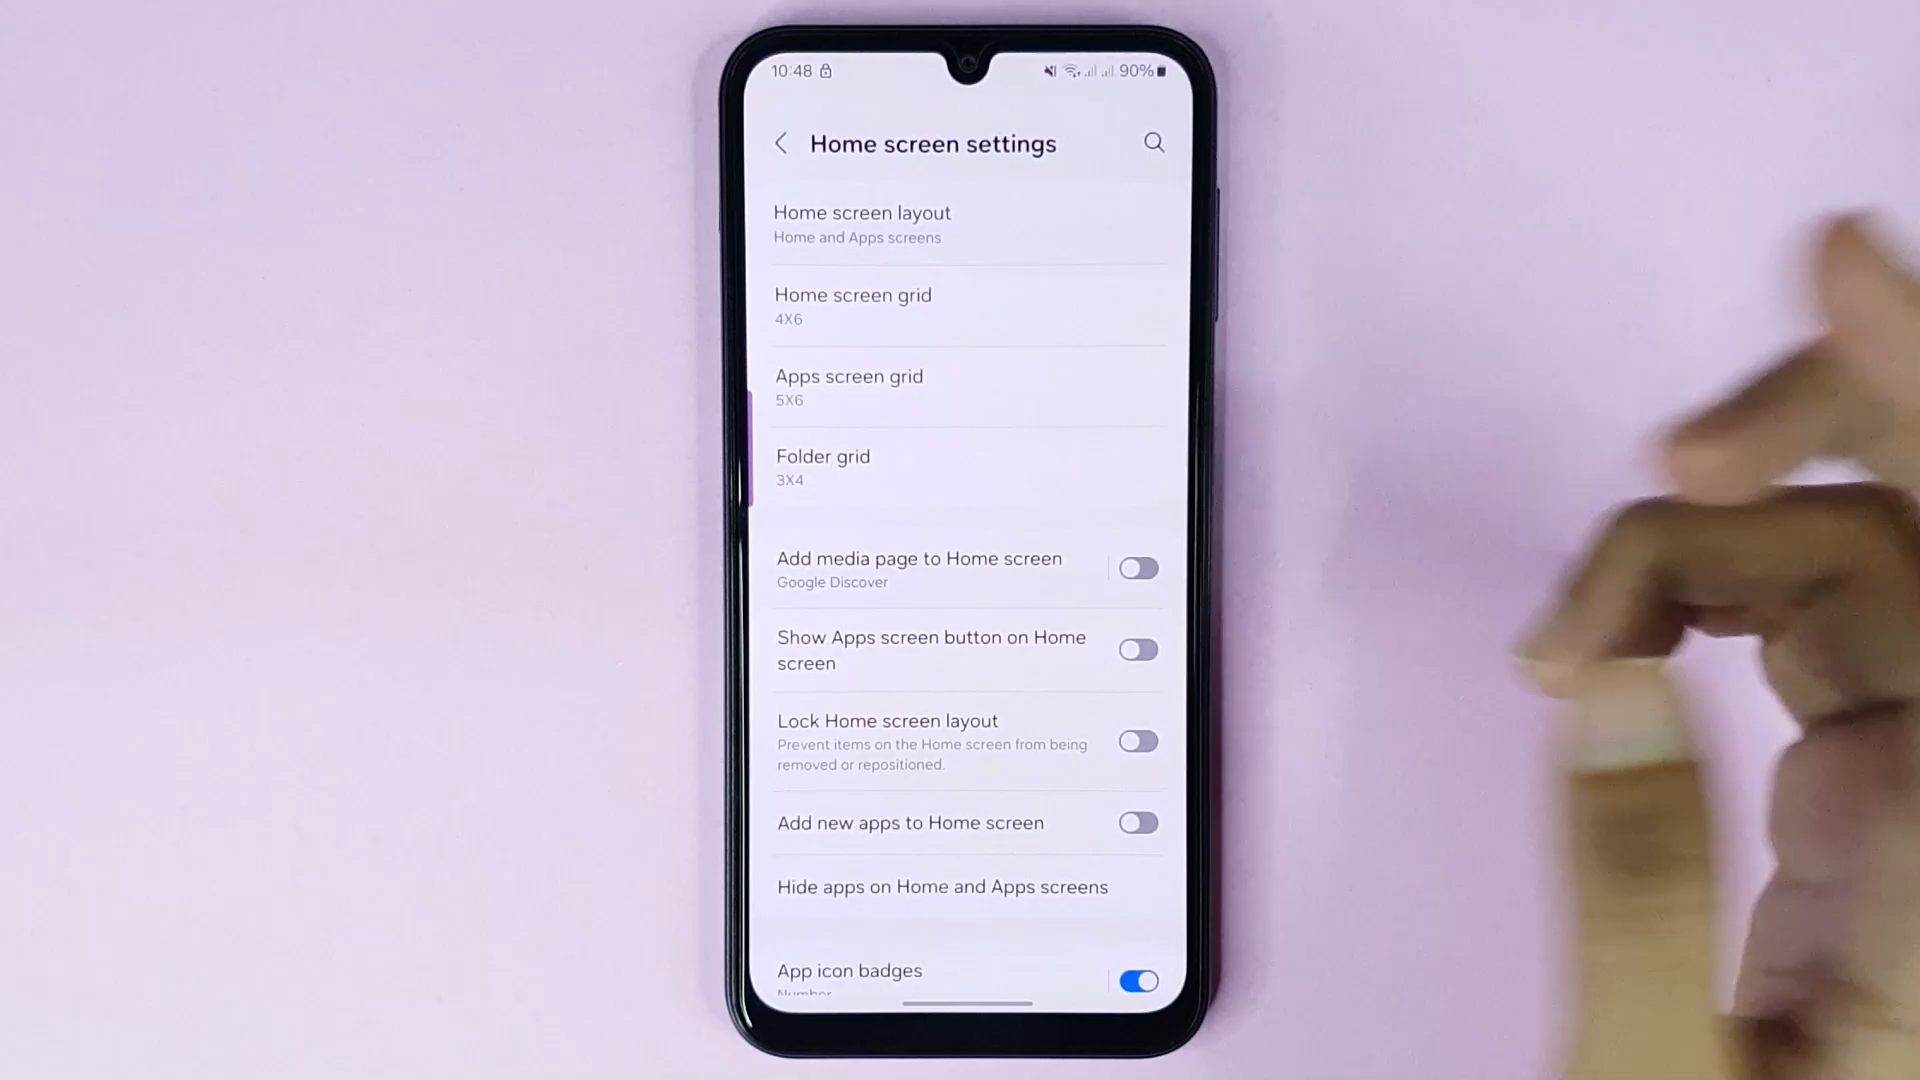 10:48
90%
Home screen settings
Home screen layout
Home and Apps screens
Home screen grid
4X6
Apps screen grid
5X6
Folder grid
3X4
Add media page to Home screen
Google Discover
Show Apps screen button on Home
screen
Lock Home screen layout
Prevent items on the Home screen from being
removed or repositioned.
Add new apps to Home screen
Hide apps on Home and Apps screens
App icon badges
Number